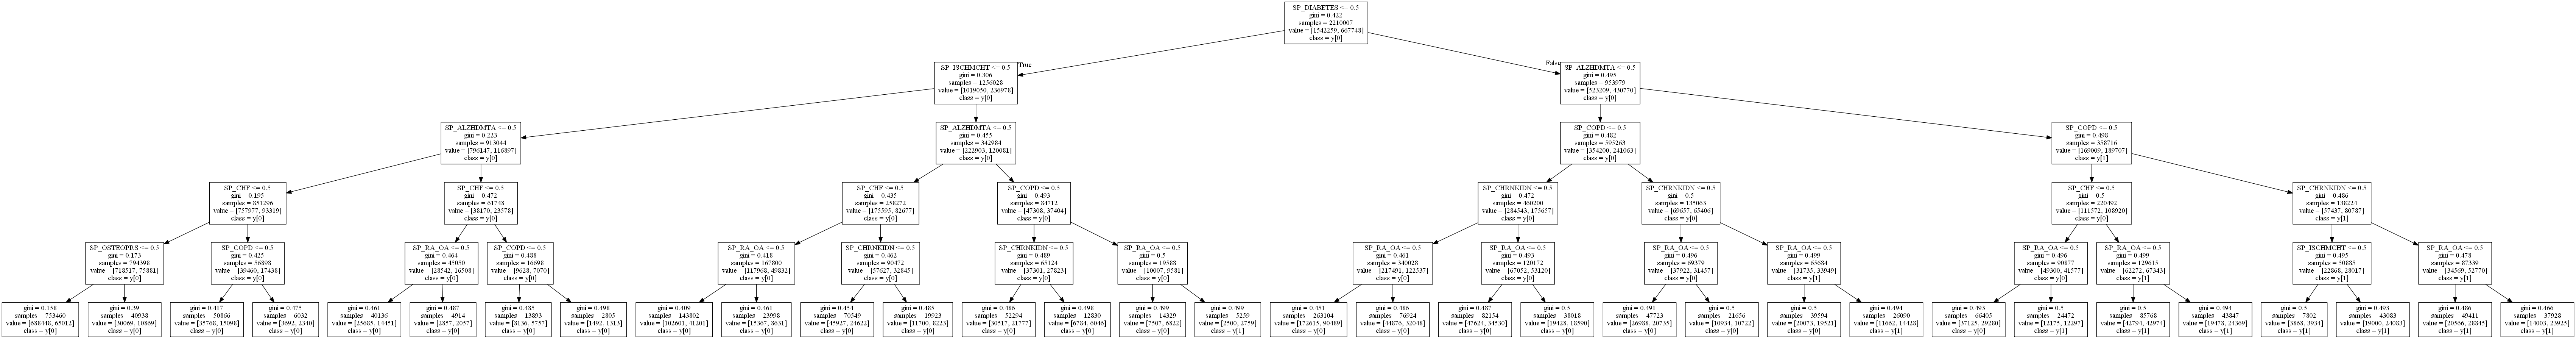 SP_DIABETES <= 0.5
gini = 0.422
samples = 2210007
value = [1542259, 667748]
class = y[0]
True
False
SP_ISCHMCHT <= 0.5
gini = 0.306
samples = 1256028
value = [1019050, 236978]
class = y[0]
SP_ALZHDMTA <= 0.5
gini = 0.495
samples = 953979
value = [523209, 430770]
class = y[0]
SP_ALZHDMTA <= 0.5
gini = 0.223
samples = 913044
value = [796147, 116897]
class = y[0]
SP_ALZHDMTA <= 0.5
gini = 0.455
samples = 342984
value = [222903, 120081]
class = y[0]
SP_COPD <= 0.5
gini = 0.482
samples = 595263
value = [354200, 241063]
class = y[0]
SP_COPD <= 0.5
gini = 0.498
samples = 358716
value = [169009, 189707]
class = y[1]
SP_CHF <= 0.5
gini = 0.195
samples = 851296
value = [757977, 93319]
class = y[0]
SP_CHF <= 0.5
gini = 0.472
samples = 61748
value = [38170, 23578]
class = y[0]
SP_CHF <= 0.5
gini = 0.435
samples = 258272
value = [175595, 82677]
class = y[0]
SP_COPD <= 0.5
gini = 0.493
samples = 84712
value = [47308, 37404]
class = y[0]
SP_CHRNKIDN <= 0.5
gini = 0.472
samples = 460200
value = [284543, 175657]
class = y[0]
SP_CHRNKIDN <= 0.5
gini = 0.5
samples = 135063
value = [69657, 65406]
class = y[0]
SP_CHF <= 0.5
gini = 0.5
samples = 220492
value = [111572, 108920]
class = y[0]
SP_CHRNKIDN <= 0.5
gini = 0.486
samples = 138224
value = [57437, 80787]
class = y[1]
SP_OSTEOPRS <= 0.5
gini = 0.173
samples = 794398
value = [718517, 75881]
class = y[0]
SP_COPD <= 0.5
gini = 0.425
samples = 56898
value = [39460, 17438]
class = y[0]
SP_RA_OA <= 0.5
gini = 0.464
samples = 45050
value = [28542, 16508]
class = y[0]
SP_COPD <= 0.5
gini = 0.488
samples = 16698
value = [9628, 7070]
class = y[0]
SP_RA_OA <= 0.5
gini = 0.418
samples = 167800
value = [117968, 49832]
class = y[0]
SP_CHRNKIDN <= 0.5
gini = 0.462
samples = 90472
value = [57627, 32845]
class = y[0]
SP_CHRNKIDN <= 0.5
gini = 0.489
samples = 65124
value = [37301, 27823]
class = y[0]
SP_RA_OA <= 0.5
gini = 0.5
samples = 19588
value = [10007, 9581]
class = y[0]
SP_RA_OA <= 0.5
gini = 0.461
samples = 340028
value = [217491, 122537]
class = y[0]
SP_RA_OA <= 0.5
gini = 0.493
samples = 120172
value = [67052, 53120]
class = y[0]
SP_RA_OA <= 0.5
gini = 0.496
samples = 69379
value = [37922, 31457]
class = y[0]
SP_RA_OA <= 0.5
gini = 0.499
samples = 65684
value = [31735, 33949]
class = y[1]
SP_RA_OA <= 0.5
gini = 0.496
samples = 90877
value = [49300, 41577]
class = y[0]
SP_RA_OA <= 0.5
gini = 0.499
samples = 129615
value = [62272, 67343]
class = y[1]
SP_ISCHMCHT <= 0.5
gini = 0.495
samples = 50885
value = [22868, 28017]
class = y[1]
SP_RA_OA <= 0.5
gini = 0.478
samples = 87339
value = [34569, 52770]
class = y[1]
gini = 0.158
samples = 753460
value = [688448, 65012]
class = y[0]
gini = 0.39
samples = 40938
value = [30069, 10869]
class = y[0]
gini = 0.417
samples = 50866
value = [35768, 15098]
class = y[0]
gini = 0.475
samples = 6032
value = [3692, 2340]
class = y[0]
gini = 0.461
samples = 40136
value = [25685, 14451]
class = y[0]
gini = 0.487
samples = 4914
value = [2857, 2057]
class = y[0]
gini = 0.485
samples = 13893
value = [8136, 5757]
class = y[0]
gini = 0.498
samples = 2805
value = [1492, 1313]
class = y[0]
gini = 0.409
samples = 143802
value = [102601, 41201]
class = y[0]
gini = 0.461
samples = 23998
value = [15367, 8631]
class = y[0]
gini = 0.454
samples = 70549
value = [45927, 24622]
class = y[0]
gini = 0.485
samples = 19923
value = [11700, 8223]
class = y[0]
gini = 0.486
samples = 52294
value = [30517, 21777]
class = y[0]
gini = 0.498
samples = 12830
value = [6784, 6046]
class = y[0]
gini = 0.499
samples = 14329
value = [7507, 6822]
class = y[0]
gini = 0.499
samples = 5259
value = [2500, 2759]
class = y[1]
gini = 0.451
samples = 263104
value = [172615, 90489]
class = y[0]
gini = 0.486
samples = 76924
value = [44876, 32048]
class = y[0]
gini = 0.487
samples = 82154
value = [47624, 34530]
class = y[0]
gini = 0.5
samples = 38018
value = [19428, 18590]
class = y[0]
gini = 0.491
samples = 47723
value = [26988, 20735]
class = y[0]
gini = 0.5
samples = 21656
value = [10934, 10722]
class = y[0]
gini = 0.5
samples = 39594
value = [20073, 19521]
class = y[0]
gini = 0.494
samples = 26090
value = [11662, 14428]
class = y[1]
gini = 0.493
samples = 66405
value = [37125, 29280]
class = y[0]
gini = 0.5
samples = 24472
value = [12175, 12297]
class = y[1]
gini = 0.5
samples = 85768
value = [42794, 42974]
class = y[1]
gini = 0.494
samples = 43847
value = [19478, 24369]
class = y[1]
gini = 0.5
samples = 7802
value = [3868, 3934]
class = y[1]
gini = 0.493
samples = 43083
value = [19000, 24083]
class = y[1]
gini = 0.486
samples = 49411
value = [20566, 28845]
class = y[1]
gini = 0.466
samples = 37928
value = [14003, 23925]
class = y[1]